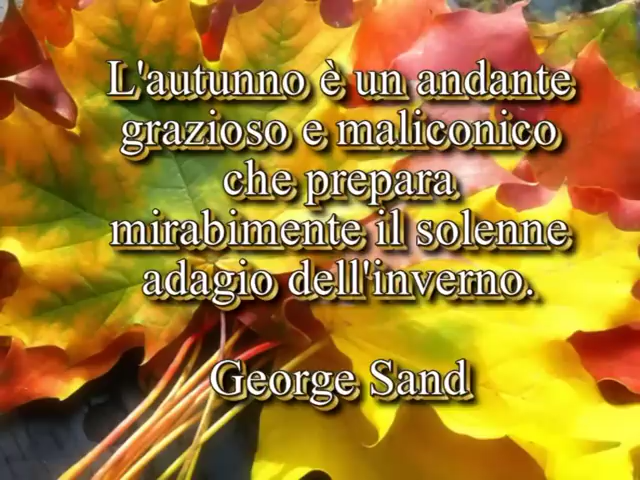 L'autunno è un andante
grazioso e maliconico
che prepara
mirabimente il solenne
adagio dell'inverno.
George Sand